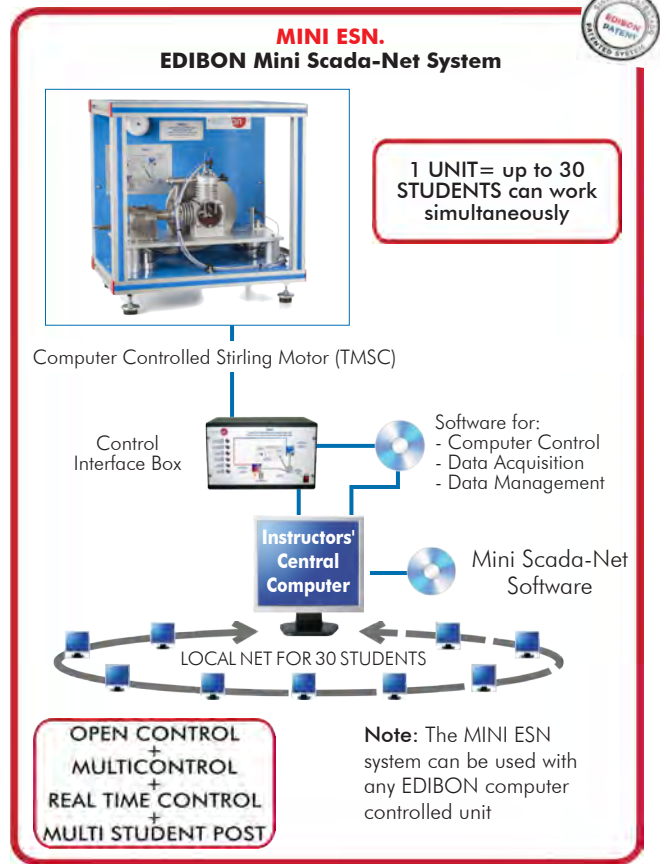 MINI ESN.
EDIBON Mini Scada-Net System
EDIBON
PATENT
PATENTED SYSTEM
1 UNIT= up to 30
STUDENTS can work
simultaneously
Computer Controlled Stirling Motor (TMSC)
Control
Interface Box
Software for:
- Computer Control
- Data Acquisition
- Data Management
Instructors'
Central
Computer
Mini Scada-Net
Software
LOCAL NET FOR 30 STUDENTS
OPEN CONTROL
+
MULTICONTROL
+
REAL TIME CONTROL
+
MULTI STUDENT POST
Note: The MINI ESN
system can be used with
any EDIBON computer
controlled unit